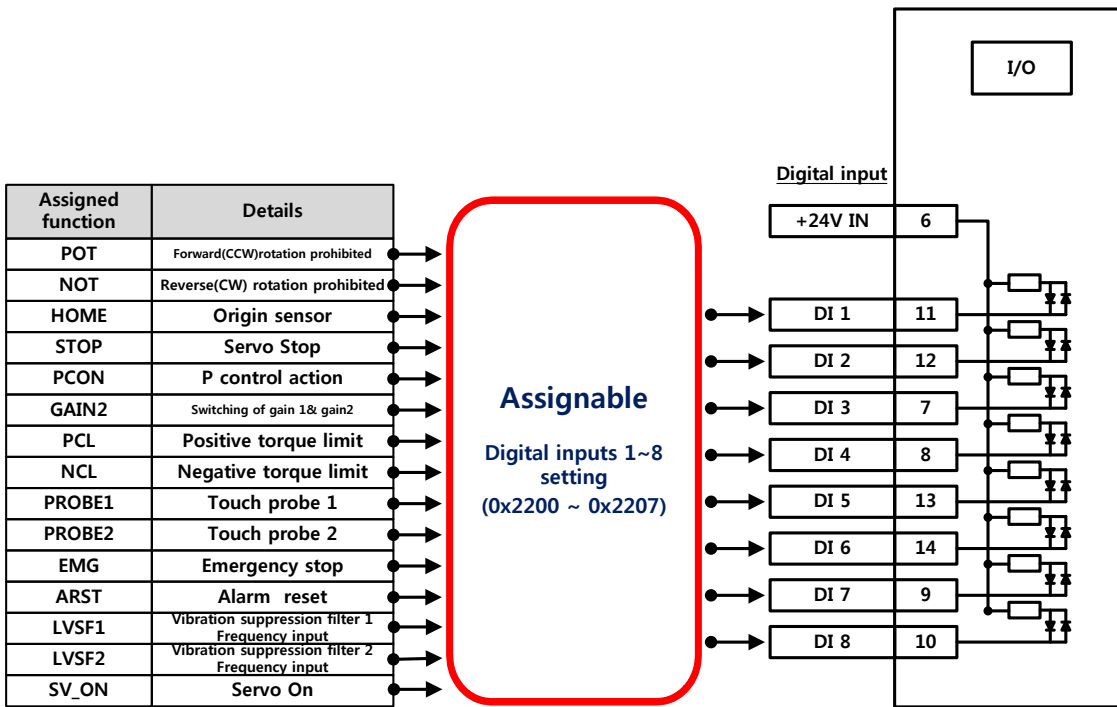 I/O
Digital input
+24V IN 6
Assigned function Details
POT Forward(CCW)rotation prohibited
NOT Reverse(CW) rotation prohibited
HOME Origin sensor
STOP Servo Stop
PCON P control action
GAIN2 Switching of gain 1& gain2
PCL Positive torque limit
NCL Negative torque limit
PROBE1 Touch probe 1
PROBE2 Touch probe 2
EMG Emergency stop
ARST Alarm reset
LVSF1 Vibration suppression filter 1
Frequency input
LVSF2 Vibration suppression filter 2
Frequency input
SV_ON Servo On
Assignable
Digital inputs 1~8
setting
(0x2200 ~ 0x2207)
DI 1 11
DI 2 12
DI 3 7
DI 4 8
DI 5 13
DI 6 14
DI 7 9
DI 8 10